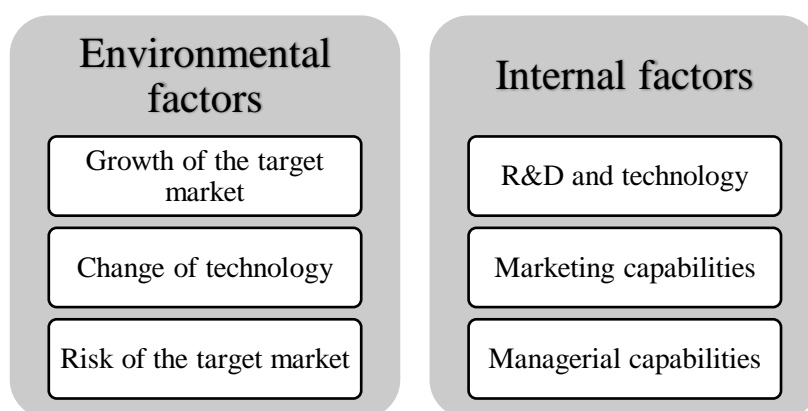 Environmental
factors
Growth of the target
market
Change of technology
Risk of the target market
Internal factors
R&D and technology
Marketing capabilities
Managerial capabilities